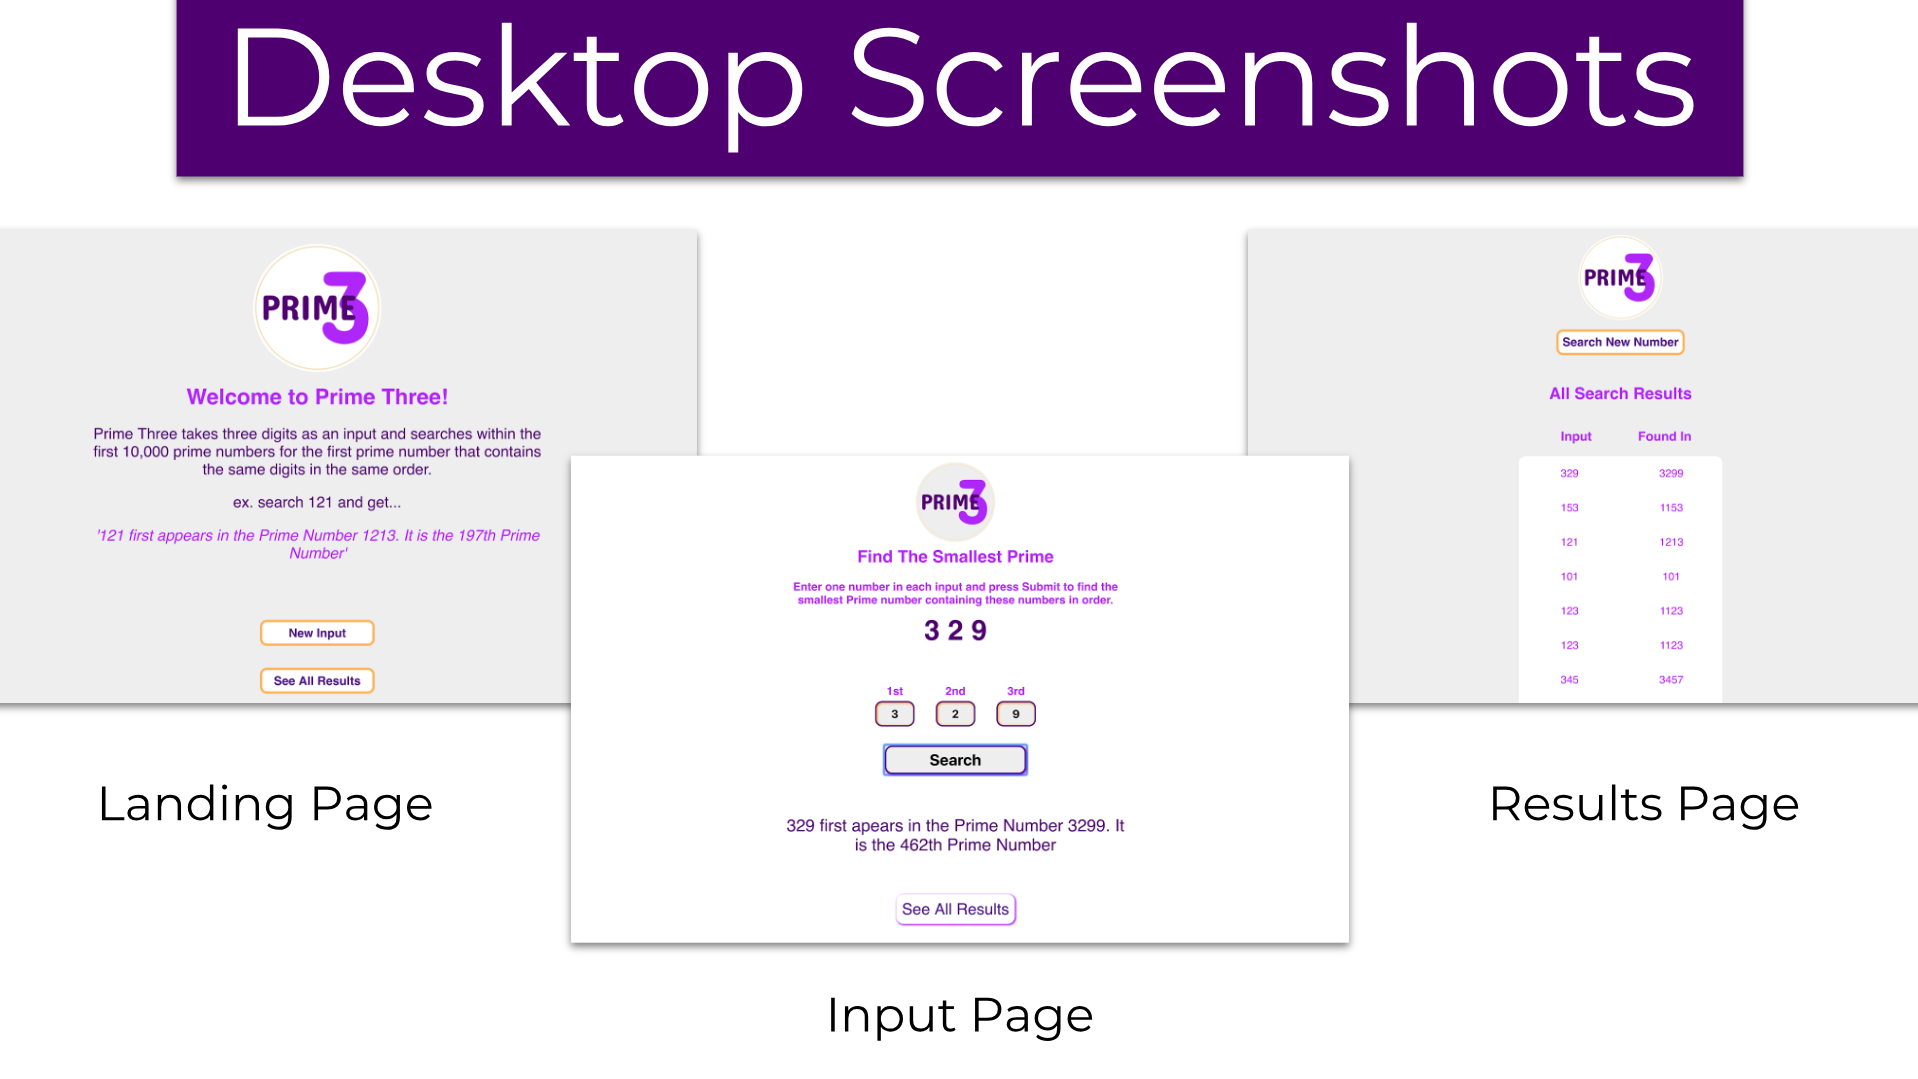 Desktop Screenshots
PRIME 3
Welcome to Prime Three!
Prime Three takes three digits as an input and searches within the
first 10,000 prime numbers for the first prime number that contains
the same digits in the same order.
ex. search 121 and get...
'121 first appears in the Prime Number 1213. It is the 197th Prime
Number'
New Input
See All Results
Landing Page
PRIME 3
Find The Smallest Prime
Enter one number in each input and press Submit to find the
smallest Prime number containing these numbers in order.
3 2 9
1st 2nd 3rd
3 2 9
Search
329 first apears in the Prime Number 3299. It
is the 462th Prime Number
See All Results
Input Page
PRIME 3
Search New Number
All Search Results
Input Found In
329 3299
153 1153
121 1213
101 101
123 1123
123 1123
345 3457
Results Page